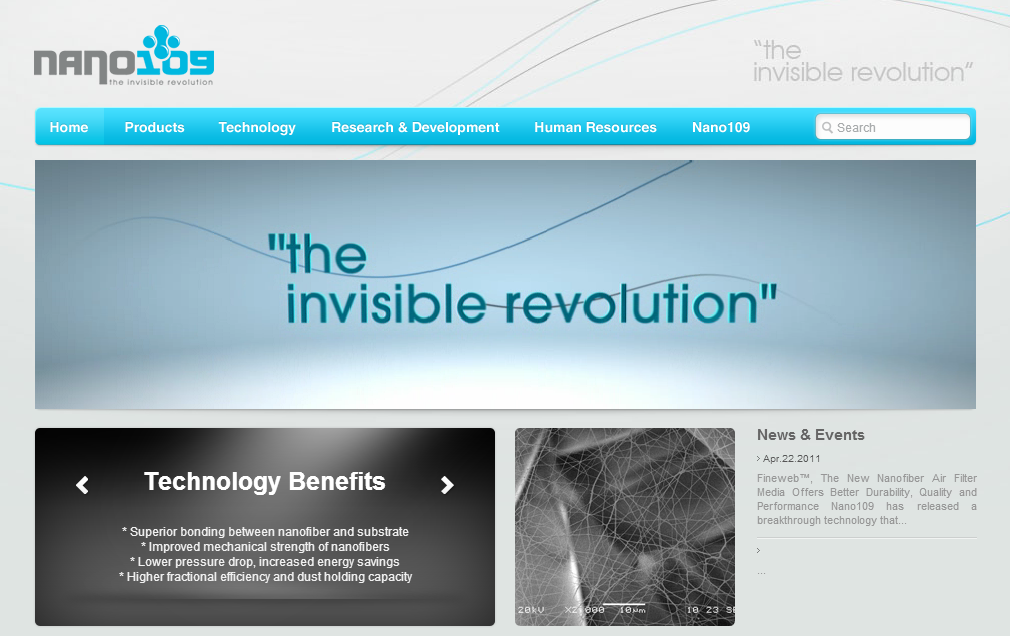 nano109
the invisible revolution
"the
invisible revolution"
Home Products Technology Research & Development Human Resources Nano109 Search
"the
invisible revolution"
Technology Benefits
* Superior bonding between nanofiber and substrate
* Improved mechanical strength of nanofibers
* Lower pressure drop, increased energy savings
* Higher fractional efficiency and dust holding capacity
20kV X2,000 10µm 10 23 SE
News & Events
Apr.22.2011
Fineweb™, The New Nanofiber Air Filter
Media Offers Better Durability, Quality and
Performance Nano109 has released a
breakthrough technology that...
...